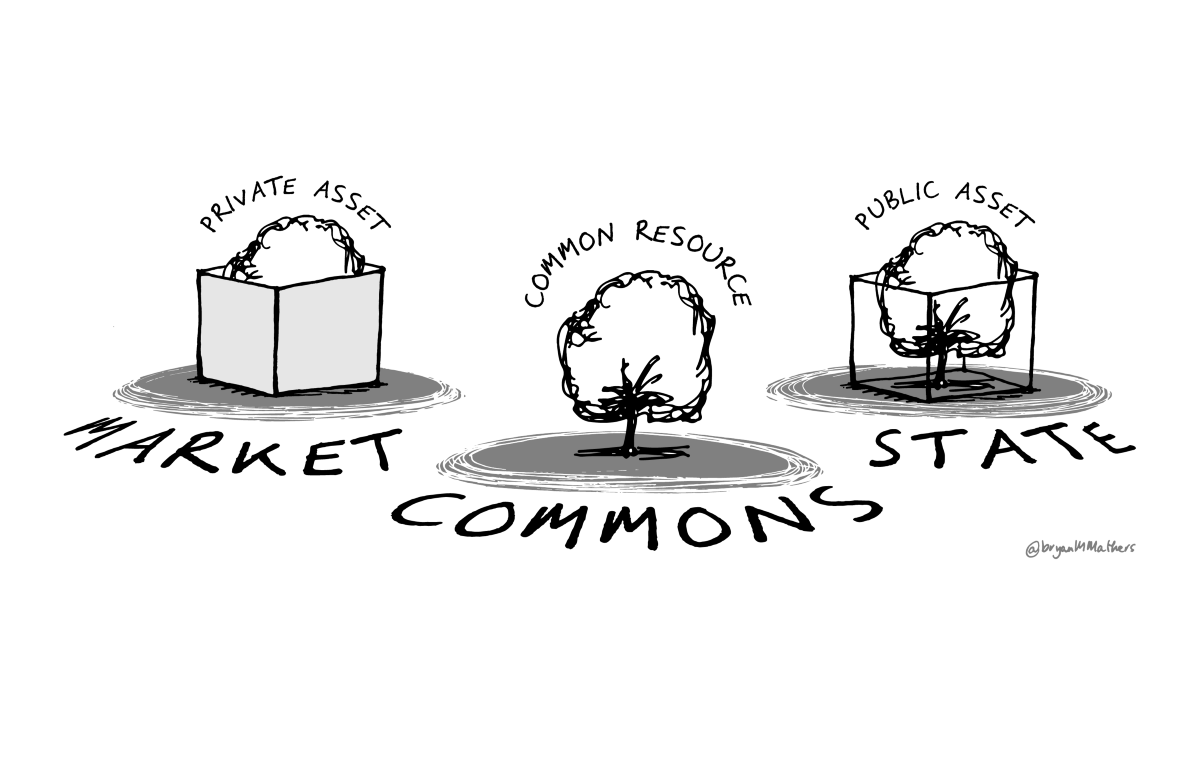 PRIVATE ASSET
MARKET
COMMON RESOURCE
COMMONS
PUBLIC ASSET
STATE
@bryanMMathers